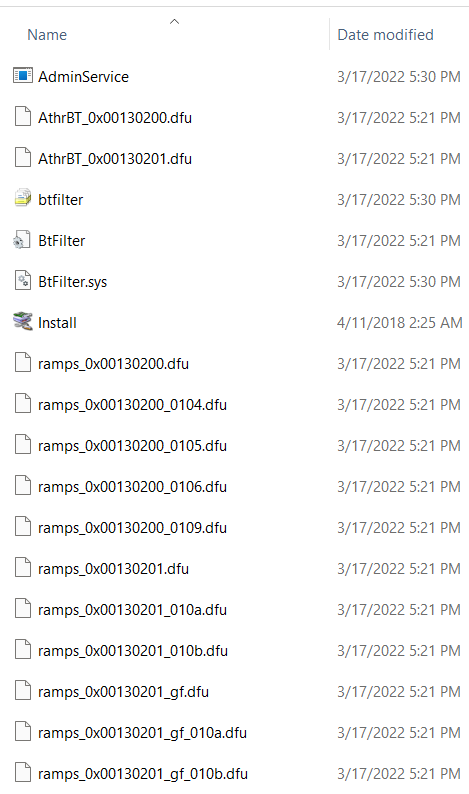 Name Date modified
AdminService 3/17/2022 5:30 PM
AthrBT_0x00130200.dfu 3/17/2022 5:21 PM
AthrBT_0x00130201.dfu 3/17/2022 5:21 PM
btfilter 3/17/2022 5:30 PM
BtFilter 3/17/2022 5:21 PM
BtFilter.sys 3/17/2022 5:30 PM
Install 4/11/2018 2:25 AM
ramps_0x00130200.dfu 3/17/2022 5:21 PM
ramps_0x00130200_0104.dfu 3/17/2022 5:21 PM
ramps_0x00130200_0105.dfu 3/17/2022 5:21 PM
ramps_0x00130200_0106.dfu 3/17/2022 5:21 PM
ramps_0x00130200_0109.dfu 3/17/2022 5:21 PM
ramps_0x00130201.dfu 3/17/2022 5:21 PM
ramps_0x00130201_010a.dfu 3/17/2022 5:21 PM
ramps_0x00130201_010b.dfu 3/17/2022 5:21 PM
ramps_0x00130201_gf.dfu 3/17/2022 5:21 PM
ramps_0x00130201_gf_010a.dfu 3/17/2022 5:21 PM
ramps_0x00130201_gf_010b.dfu 3/17/2022 5:21 PM